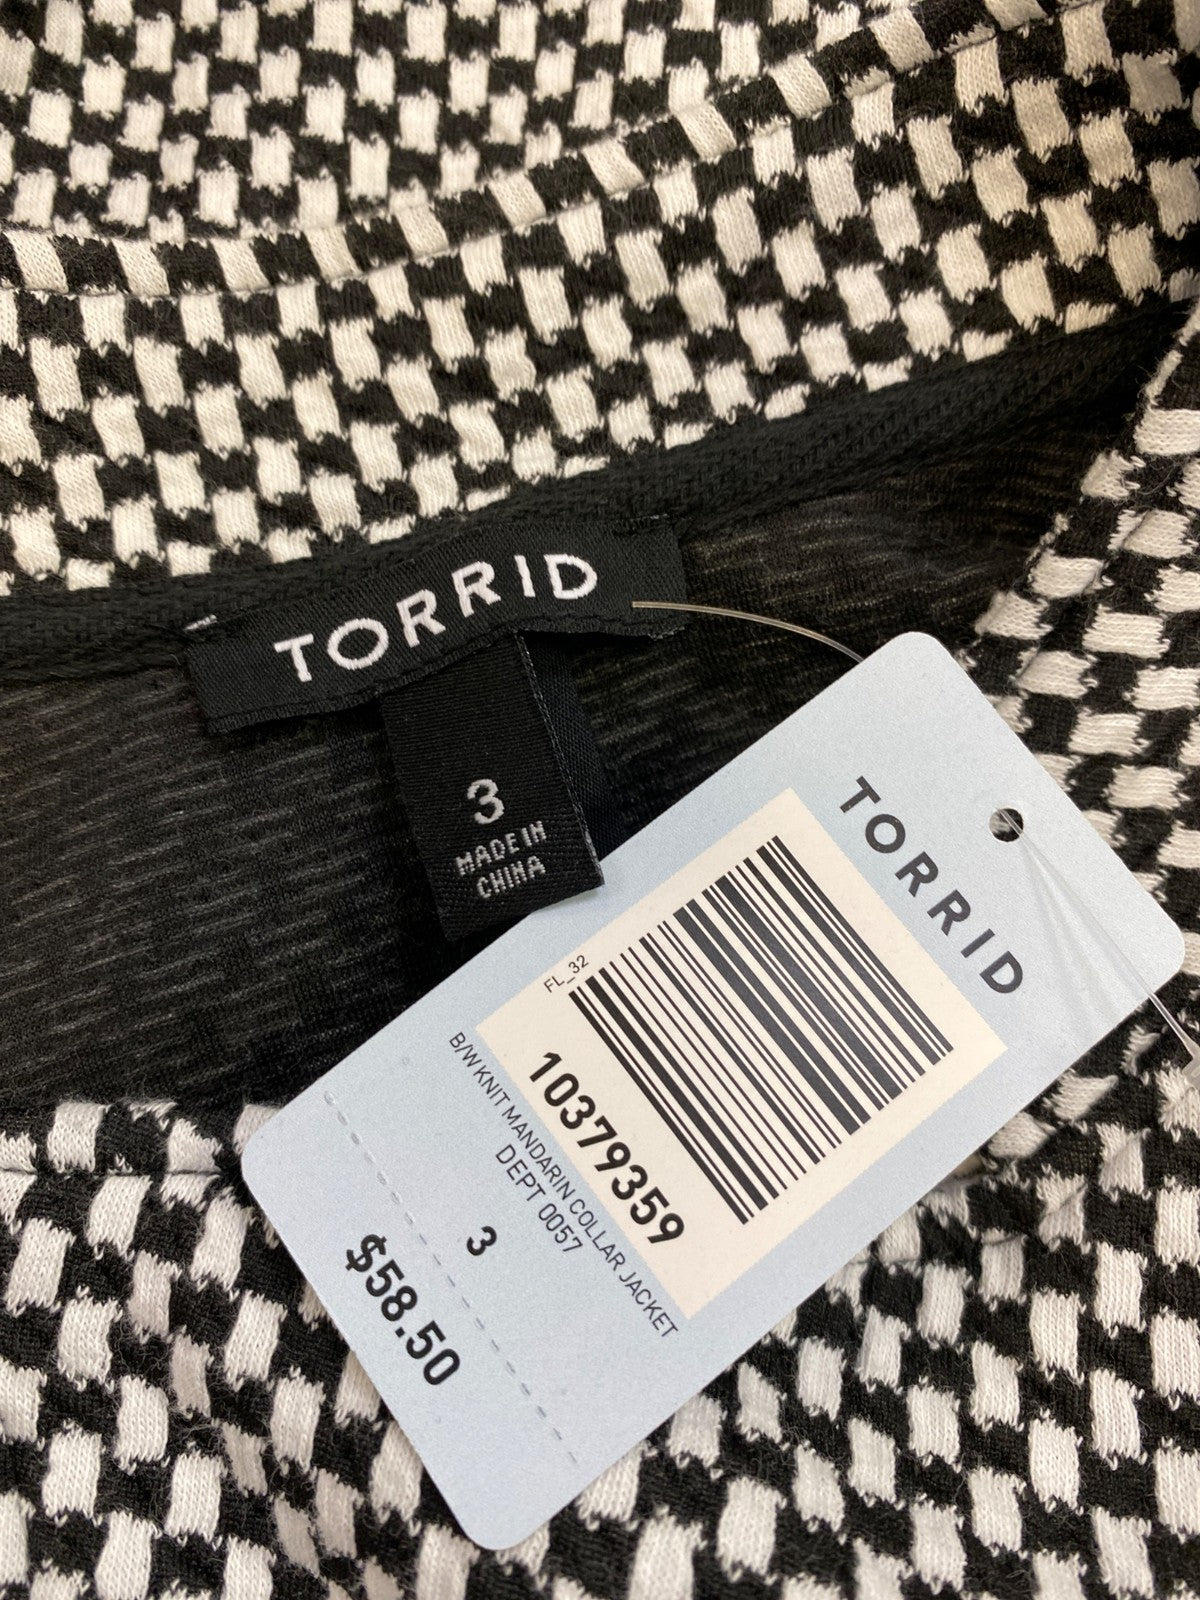 TORRID
3
MADE IN
CHINA
TORRID
FL_32
10379359
B/W KNIT MANDARIN COLLAR JACKET
DEPT 0057
3
$58.50